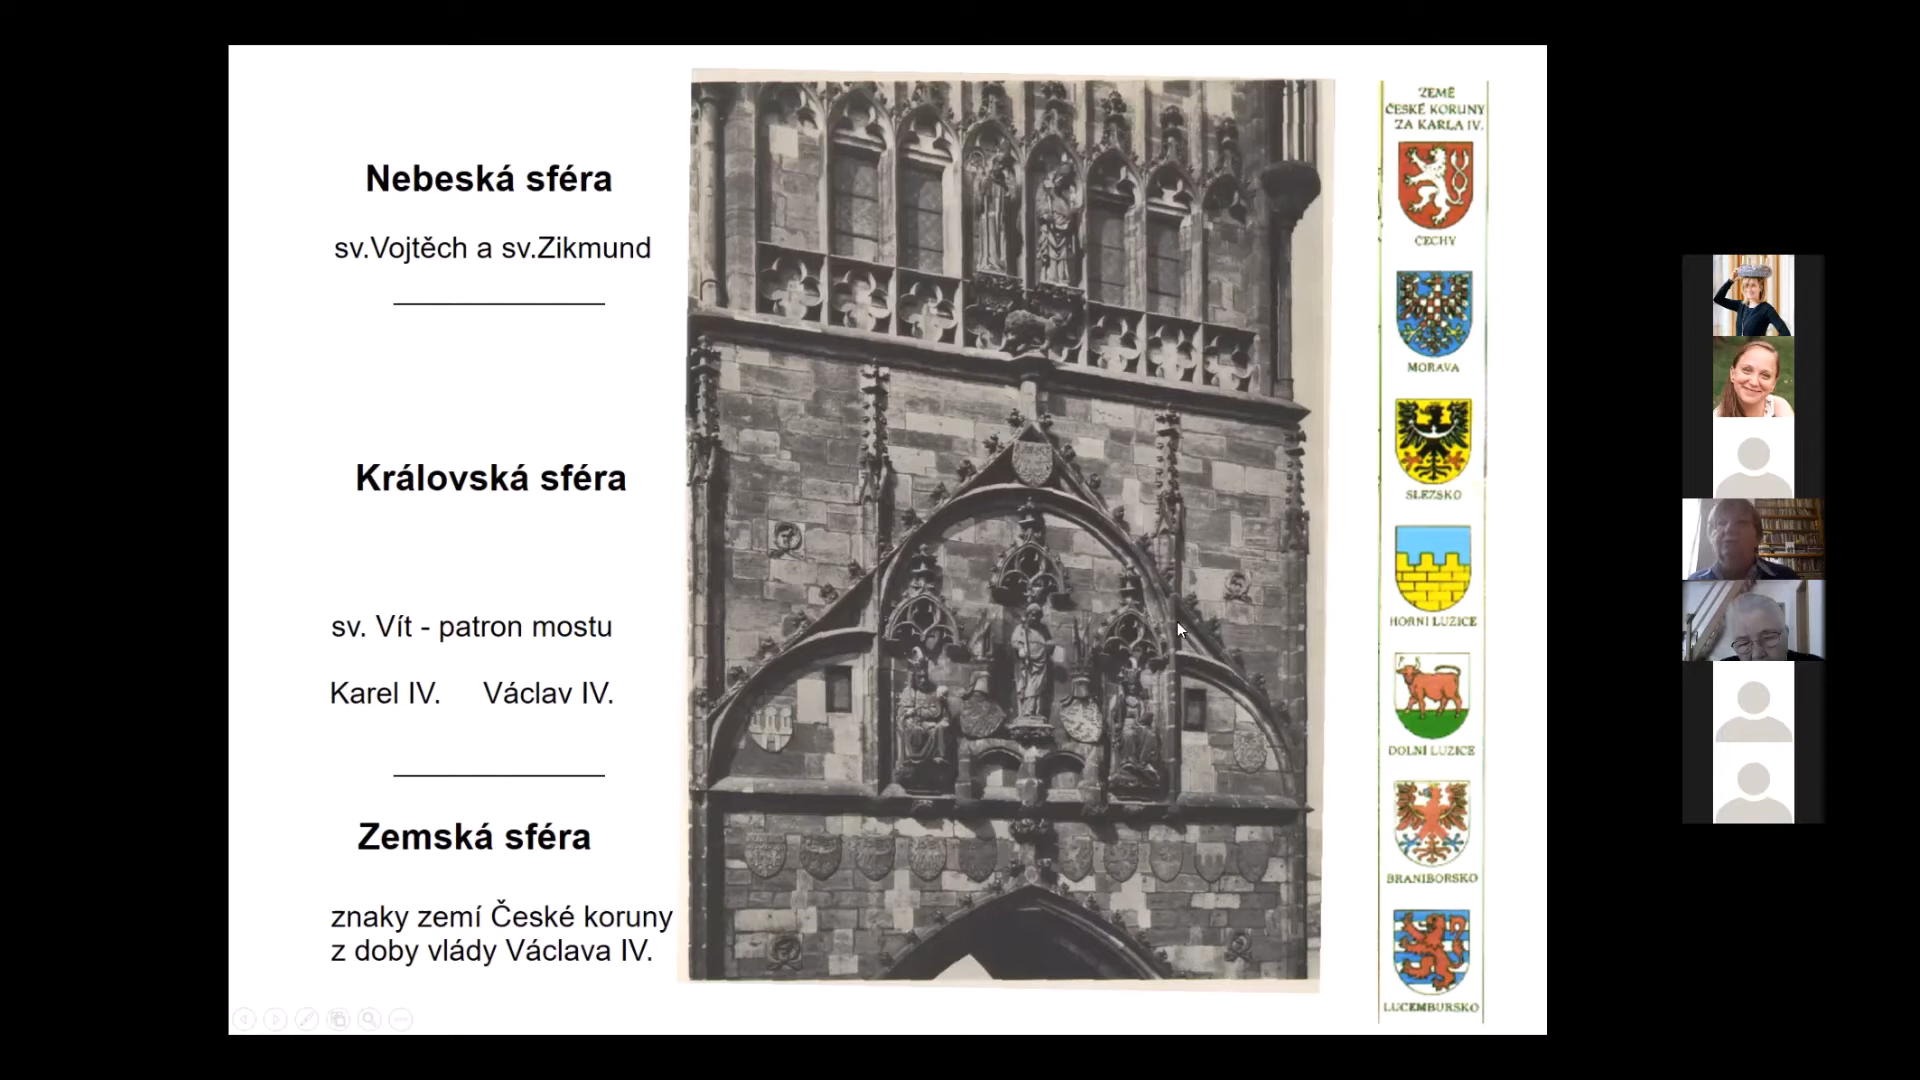 Nebeská sféra
sv.Vojtěch a sv.Zikmund
Královská sféra
sv. Vít - patron mostu
Karel IV. Václav IV.
Zemská sféra
znaky zemí České koruny
z doby vlády Václava IV.
ZEMĚ
ČESKÉ KORUNY
ZA KARLA IV.
ČECHY
MORAVA
SLEZSKO
HORNÍ LUŽICE
DOLNÍ LUŽICE
BRANIBORSKO
LUCEMBURSKO